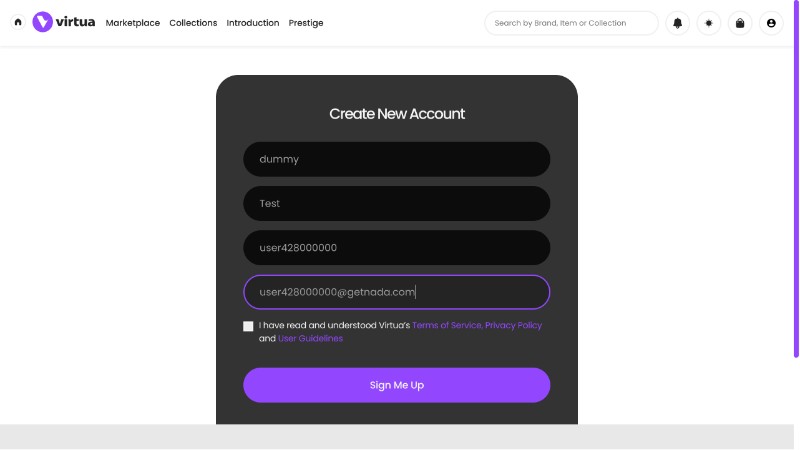 virtua Marketplace Collections Introduction Prestige Search by Brand, Item or Collection
Create New Account
dummy
Test
user428000000
user428000000@getnada.com
I have read and understood Virtua's Terms of Service, Privacy Policy
and User Guidelines
Sign Me Up